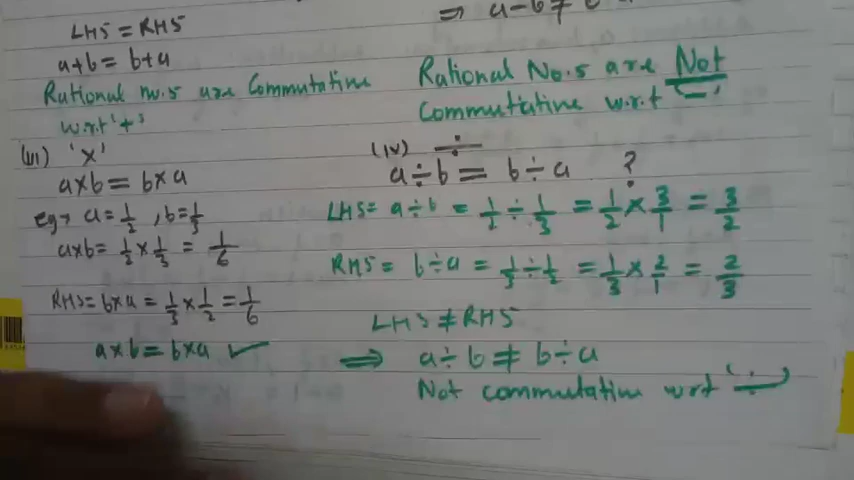 LHS = RHS
a+b = b+a
Rational no.s are Commutative
w.r.t '+'
(iii) 'x'
a×b = b×a
eg→ a=1/2, b=1/3
a×b = 1/2 × 1/3 = 1/6
RHS = b×a = 1/3 × 1/2 = 1/6
a×b = b×a ✓
⇒ a-b ≠
Rational No.s are Not
Commutative w.r.t '-'
(iv) ÷
a÷b = b÷a ?
LHS = a÷b = 1/2 ÷ 1/3 = 1/2 × 3/1 = 3/2
RHS = b÷a = 1/3 ÷ 1/2 = 1/3 × 2/1 = 2/3
LHS ≠ RHS
⇒ a÷b ≠ b÷a
Not commutative wrt '÷'